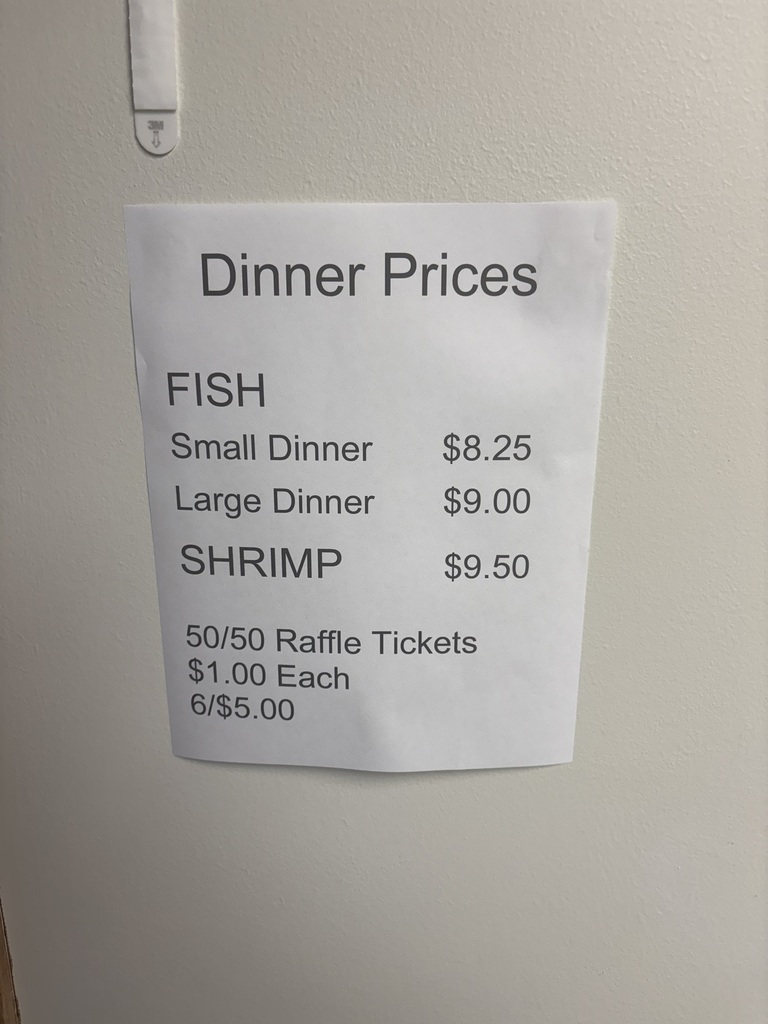 3M
Dinner Prices
FISH
Small Dinner $8.25
Large Dinner $9.00
SHRIMP $9.50
50/50 Raffle Tickets
$1.00 Each
6/$5.00